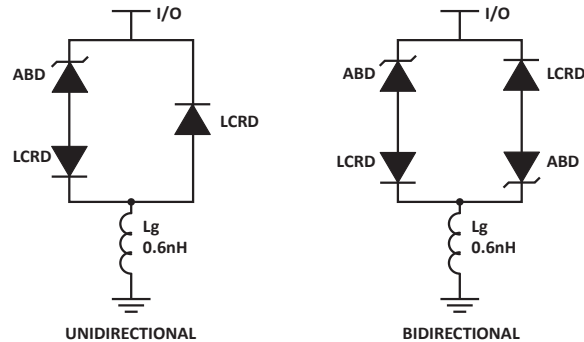 I/O
ABD
LCRD
LCRD
Lg
0.6nH
UNIDIRECTIONAL
I/O
ABD
LCRD
LCRD
ABD
Lg
0.6nH
BIDIRECTIONAL